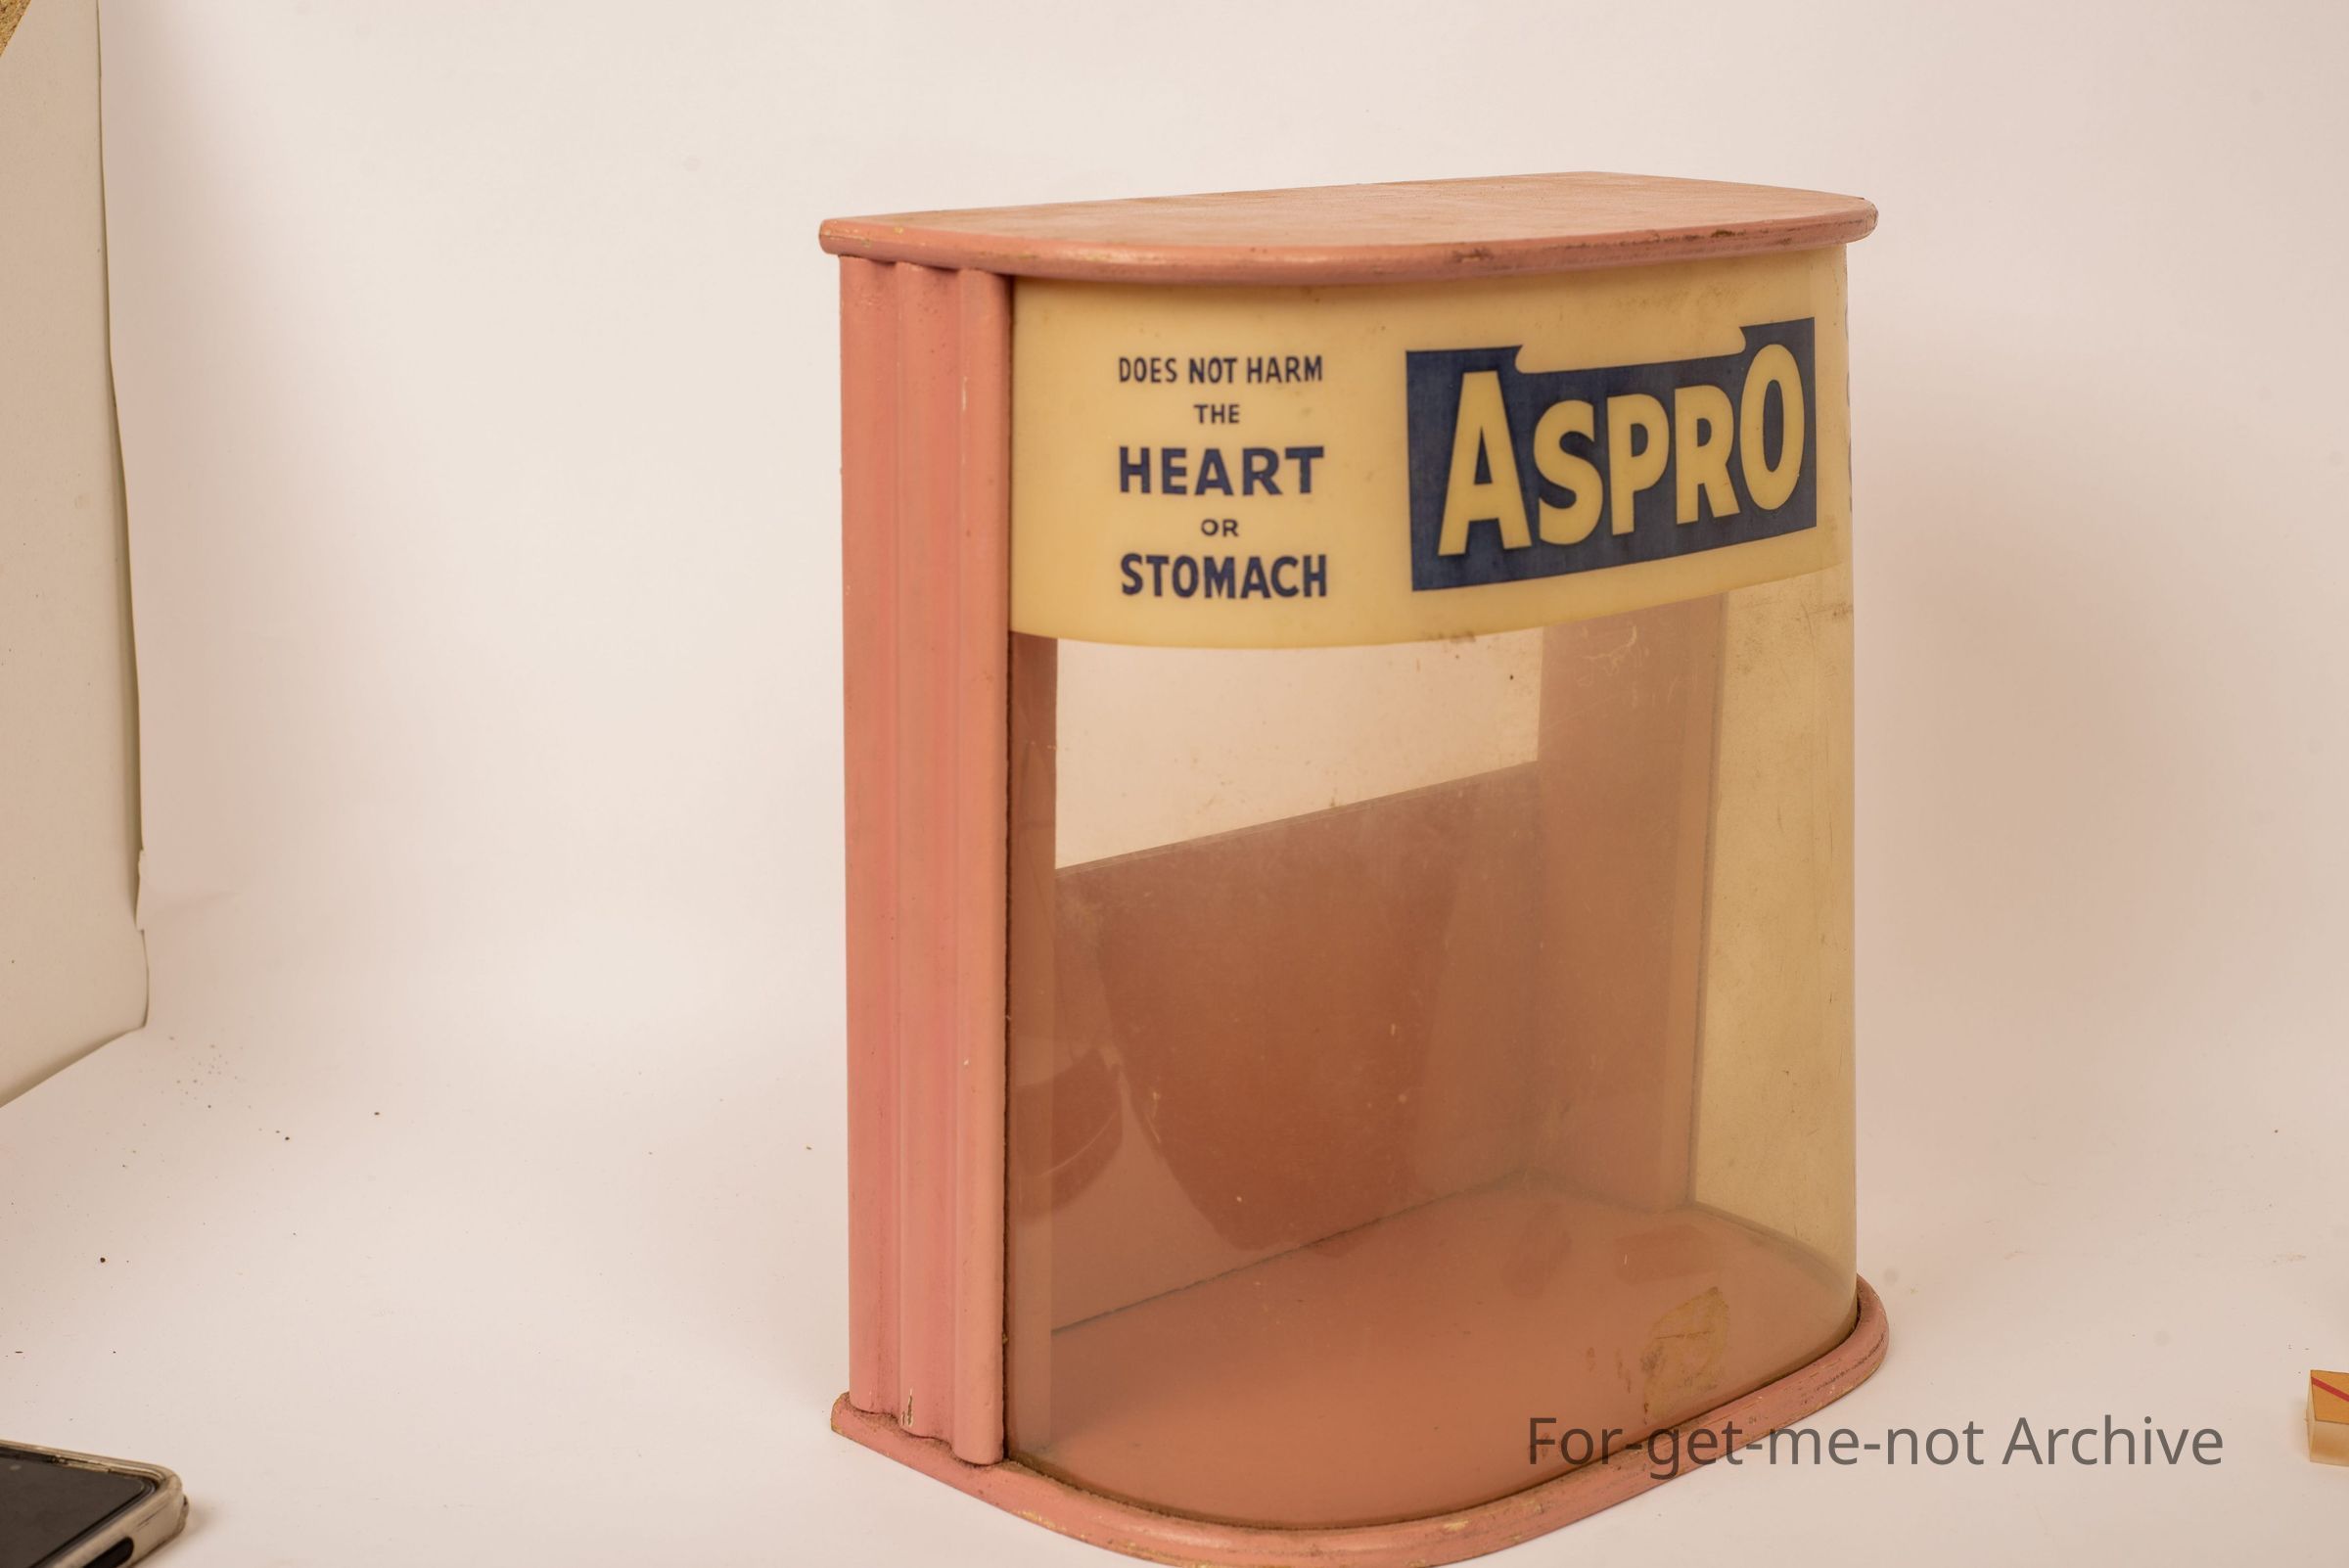 DOES NOT HARM
THE
HEART
OR
STOMACH
ASPRO
For-get-me-not Archive